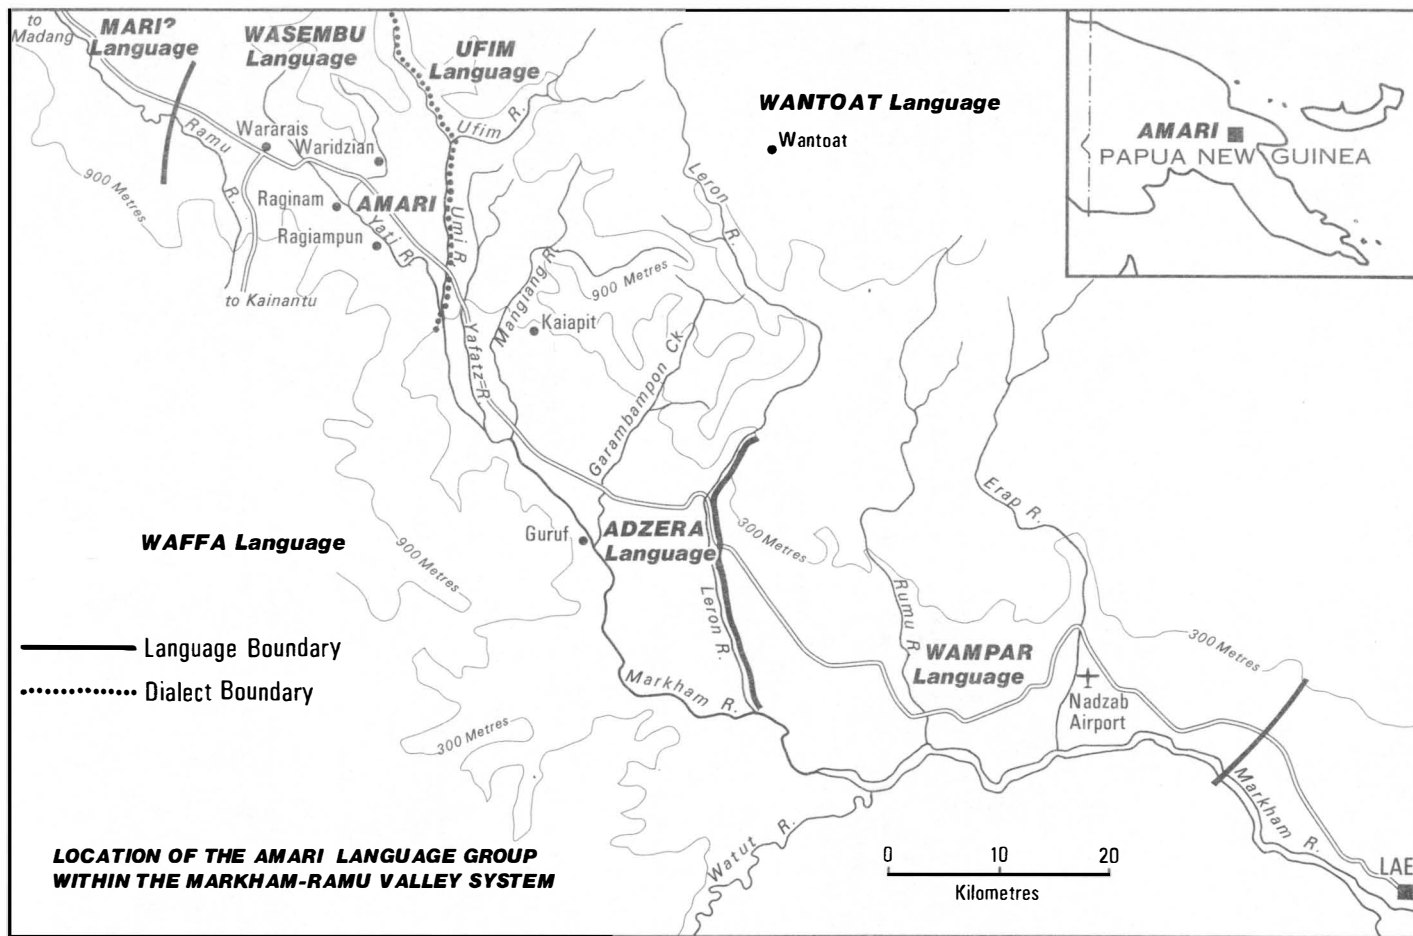 to
Madang
MARI?
Language
WASEMBU
Language
UFIM
Language
WANTOAT Language
Wantoat
AMARI
PAPUA NEW GUINEA
Ramu
R.
Wararais
Waridzian
Ufim R.
Leron
R.
900 Metres
Raginam
AMARI
Ragiampun
Yati R.
Umi R.
to Kainantu
Mangiang R.
900 Metres
Kaiapit
Yafatz R.
Garambampon Ck.
Erap R.
WAFFA Language
900 Metres
Guruf
ADZERA
Language
300 Metres
Leron R.
Rumu R.
WAMPAR
Language
300 Metres
Language Boundary
Dialect Boundary
Markham R.
Nadzab
Airport
300 Metres
Markham R.
Watut R.
LOCATION OF THE AMARI LANGUAGE GROUP
WITHIN THE MARKHAM-RAMU VALLEY SYSTEM
0 10 20
Kilometres
LAE